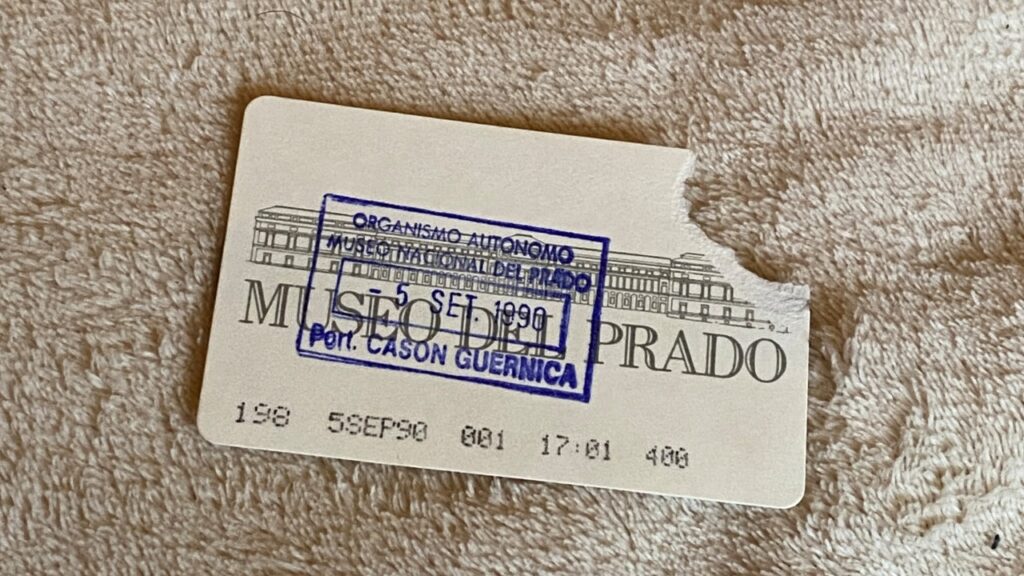 ORGANISMO AUTONOMO
MUSEO NACIONAL DEL PRADO
- 5 SET. 1990
MUSEO DEL PRADO
Perf. CASON GUERNICA
198 5SEP90 001 17:01 400